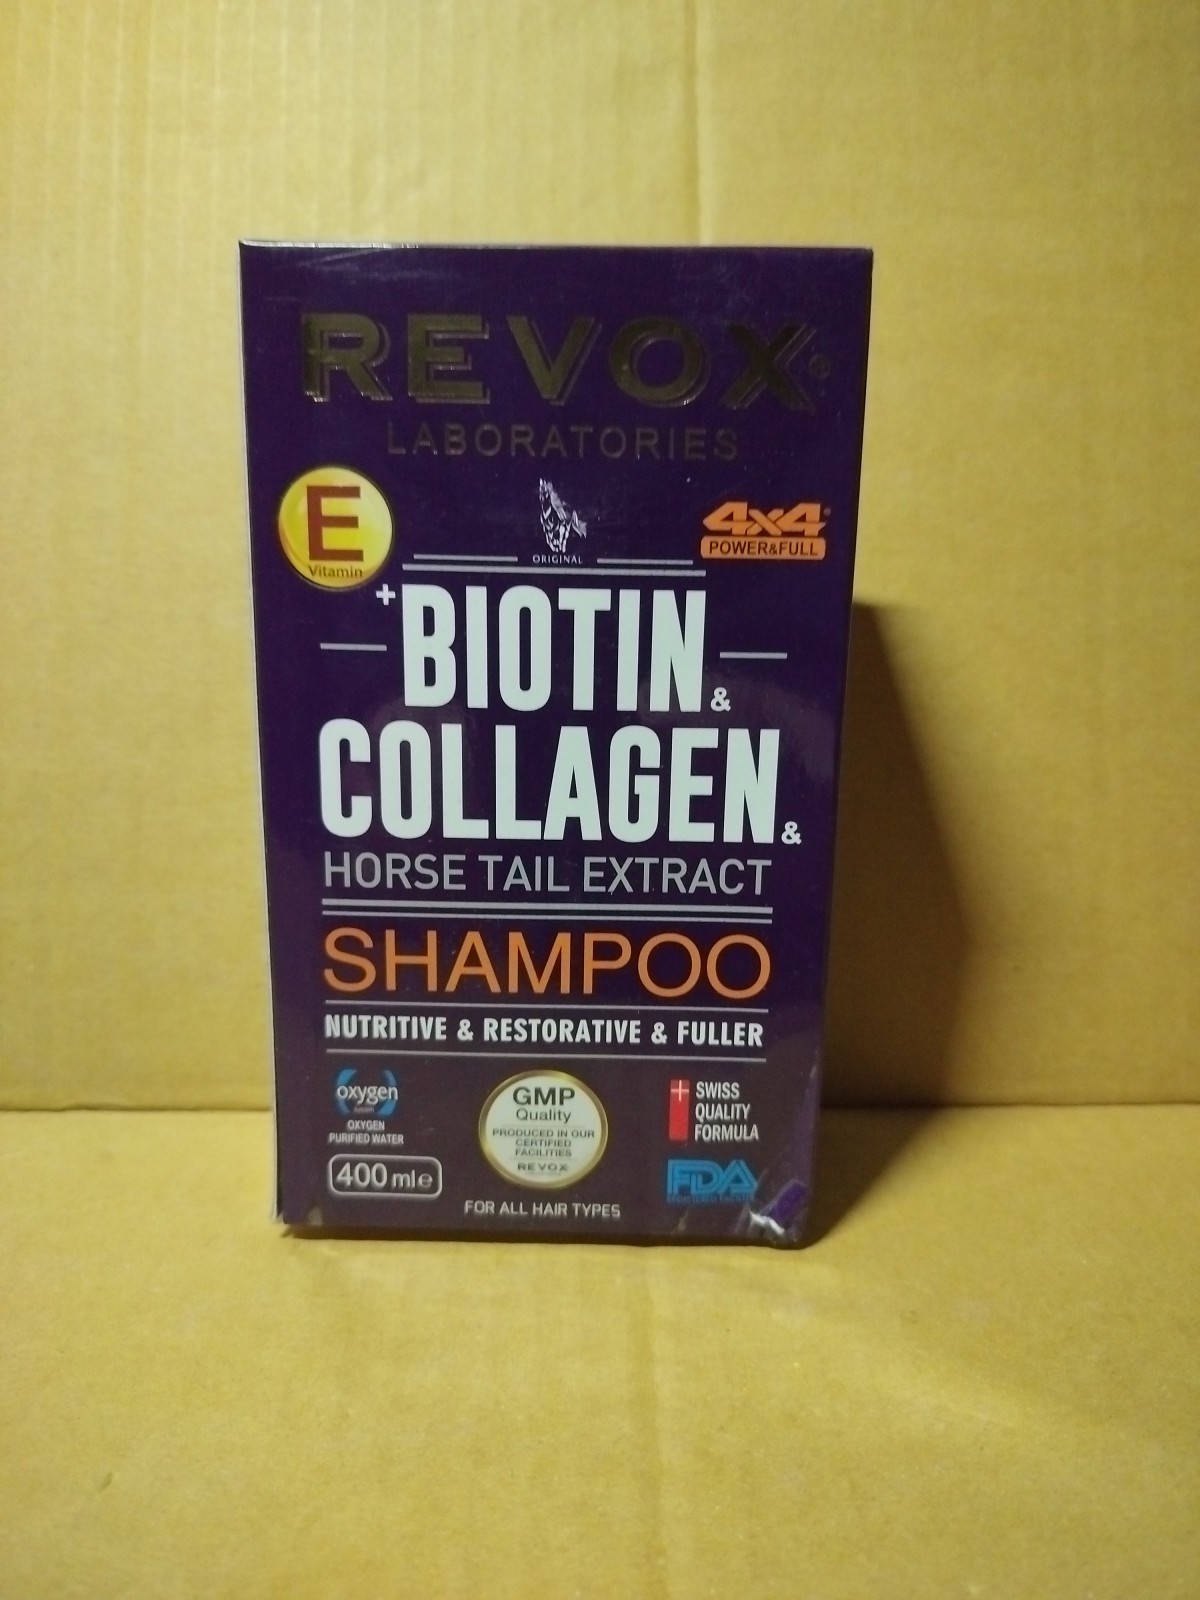 REVOX®
LABORATORIES
E
Vitamin
ORIGINAL
4x4®
POWER&FULL
+BIOTIN &
COLLAGEN &
HORSE TAIL EXTRACT
SHAMPOO
NUTRITIVE & RESTORATIVE & FULLER
oxygen
OXYGEN
PURIFIED WATER
400 ml e
GMP
Quality
PRODUCED IN OUR
CERTIFIED
FACILITIES
REVOX
FOR ALL HAIR TYPES
SWISS
QUALITY
FORMULA
FDA